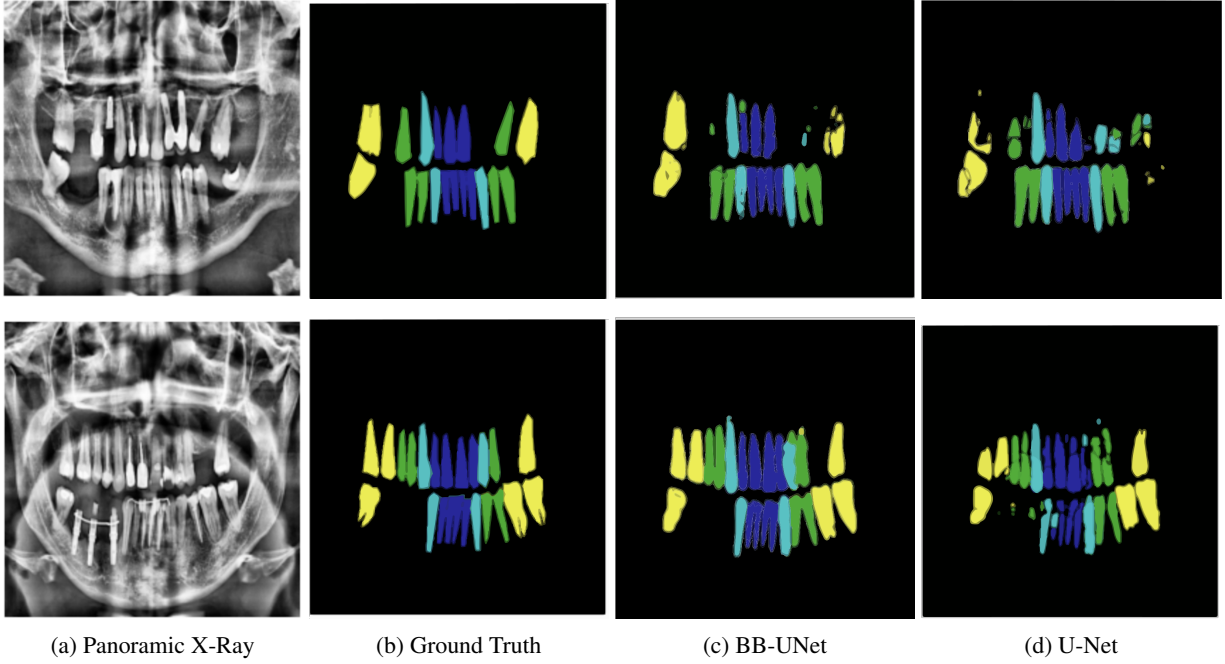 (a) Panoramic X-Ray
(b) Ground Truth
(c) BB-UNet
(d) U-Net